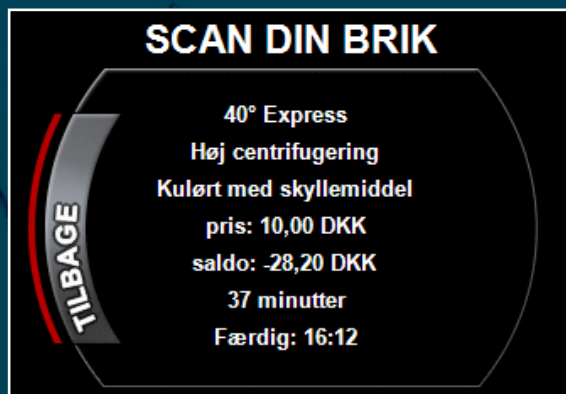 SCAN DIN BRIK
40° Express
Høj centrifugering
Kulørt med skyllemiddel
pris: 10,00 DKK
saldo: -28,20 DKK
37 minutter
Færdig: 16:12
TILBAGE